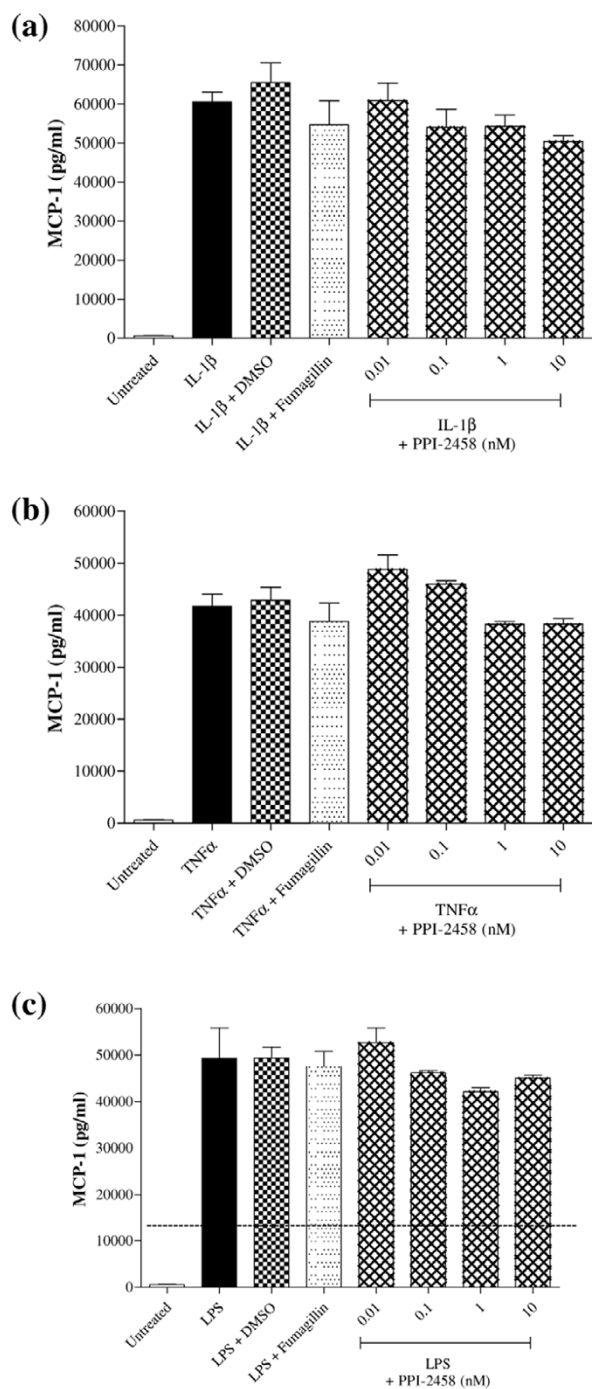 (a)
MCP-1 (pg/ml)
80000
70000
60000
50000
40000
30000
20000
10000
0
Untreated
IL-1β
IL-1β + DMSO
IL-1β + Fumagillin
0.01
0.1
1
10
IL-1β
+ PPI-2458 (nM)
(b)
MCP-1 (pg/ml)
60000
50000
40000
30000
20000
10000
0
Untreated
TNFα
TNFα + DMSO
TNFα + Fumagillin
0.01
0.1
1
10
TNFα
+ PPI-2458 (nM)
(c)
MCP-1 (pg/ml)
60000
50000
40000
30000
20000
10000
0
Untreated
LPS
LPS + DMSO
LPS + Fumagillin
0.01
0.1
1
10
LPS
+ PPI-2458 (nM)